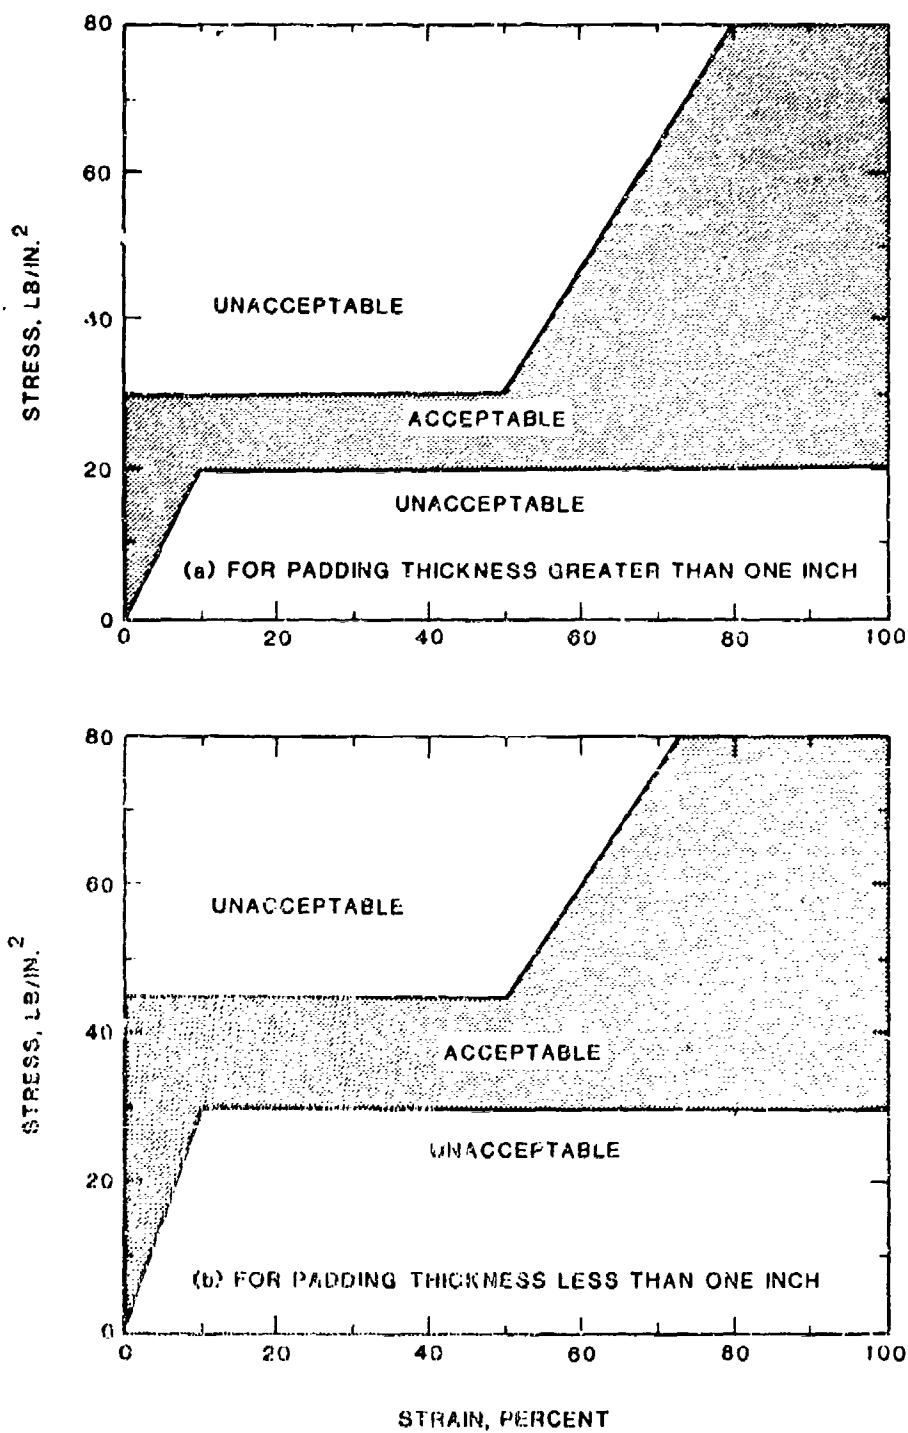 80
60
40
20
0
STRESS, LB/IN.2
UNACCEPTABLE
ACCEPTABLE
UNACCEPTABLE
(a) FOR PADDING THICKNESS GREATER THAN ONE INCH
0 20 40 60 80 100
80
60
40
20
0
STRESS, LB/IN.2
UNACCEPTABLE
ACCEPTABLE
UNACCEPTABLE
(b) FOR PADDING THICKNESS LESS THAN ONE INCH
0 20 40 60 80 100
STRAIN, PERCENT